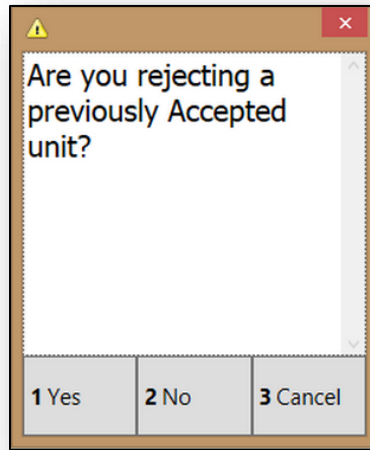 Are you rejecting a
previously Accepted
unit?
1 Yes
2 No
3 Cancel